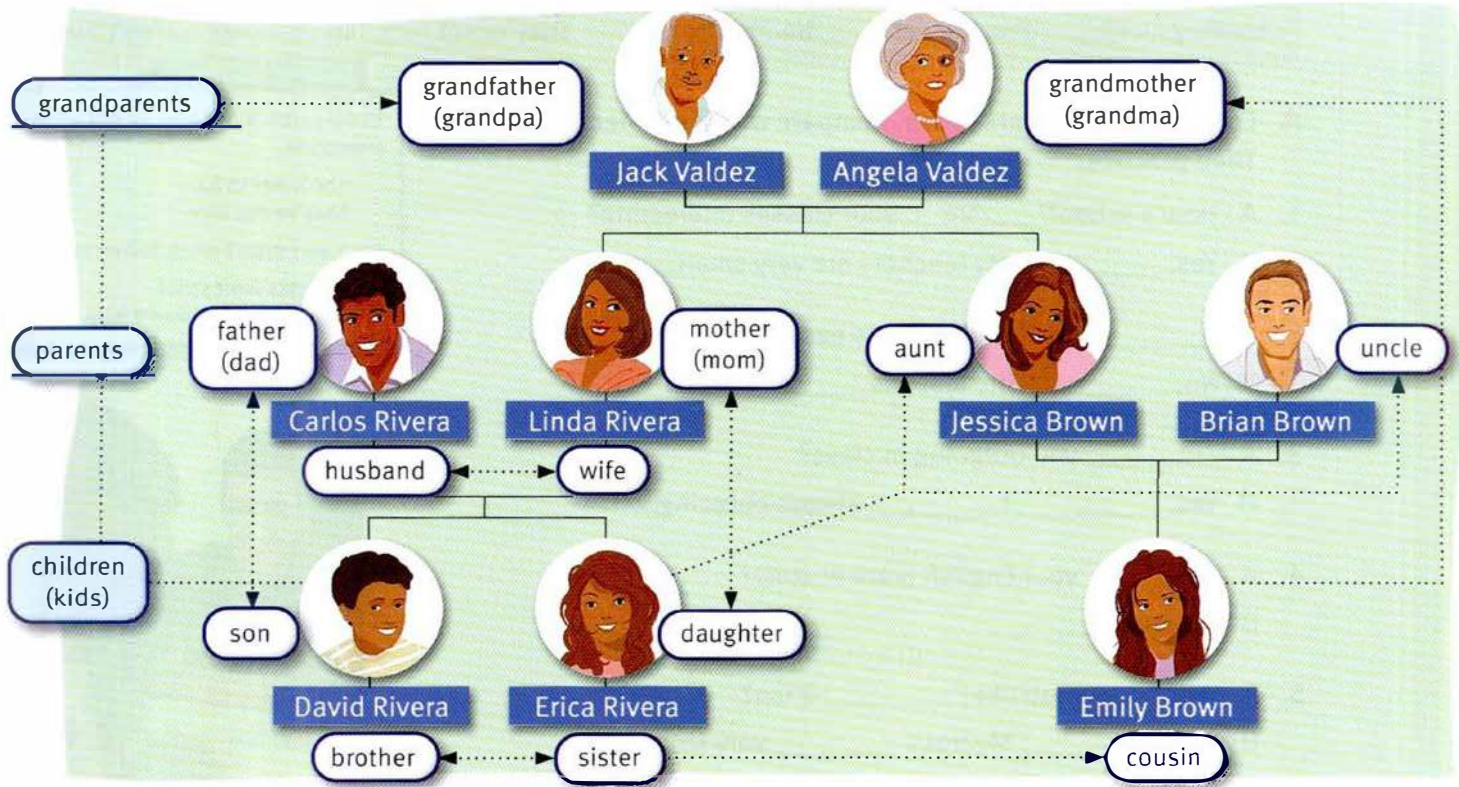 grandparents
grandfather
(grandpa)
grandmother
(grandma)
Jack Valdez
Angela Valdez
parents
father
(dad)
mother
(mom)
aunt
uncle
Carlos Rivera
Linda Rivera
Jessica Brown
Brian Brown
husband
wife
children
(kids)
son
daughter
David Rivera
Erica Rivera
Emily Brown
brother
sister
cousin